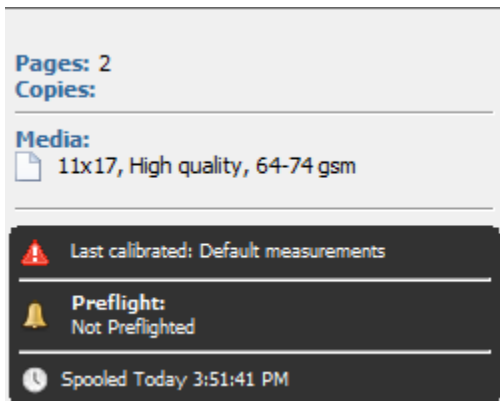 Pages: 2
Copies:
Media:
11x17, High quality, 64-74 gsm
Last calibrated: Default measurements
Preflight:
Not Preflighted
Spooled Today 3:51:41 PM